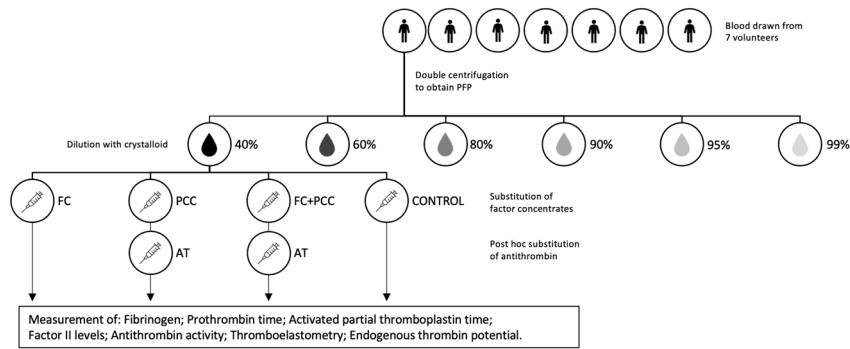 Blood drawn from
7 volunteers
Double centrifugation
to obtain PFP
Dilution with crystalloid
40%
60%
80%
90%
95%
99%
FC
PCC
FC+PCC
CONTROL
Substitution of
factor concentrates
AT
AT
Post hoc substitution
of antithrombin
Measurement of: Fibrinogen; Prothrombin time; Activated partial thromboplastin time;
Factor II levels; Antithrombin activity; Thromboelastometry; Endogenous thrombin potential.